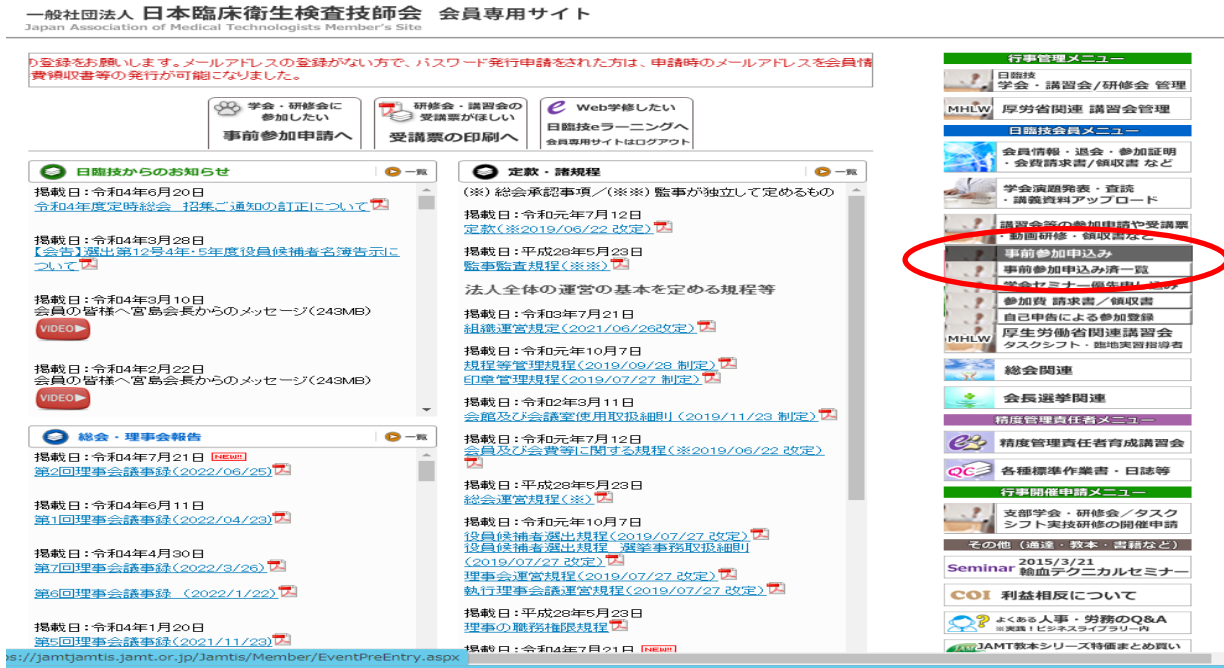 一般社団法人 日本臨床衛生検査技師会 会員専用サイト
Japan Association of Medical Technologists Member's Site
の登録をお願いします。メールアドレスの登録がない方で、パスワード発行申請をされた方は、申請時のメールアドレスを会員情
費領収書等の発行が可能になりました。
学会・研修会に
参加したい
事前参加申請へ
研修会・講習会の
受講票がほしい
受講票の印刷へ
Web学修したい
日臨技eラーニングへ
会員専用サイトはログアウト
日臨技からのお知らせ
一覧
掲載日:令和4年6月20日
令和4年度定時総会 招集ご通知の訂正について
掲載日:令和4年3月28日
【会告】選出第12号4年・5年度役員候補者名簿告示に
ついて
掲載日:令和4年3月10日
会員の皆様へ宮島会長からのメッセージ(243MB)
VIDEO
掲載日:令和4年2月22日
会員の皆様へ宮島会長からのメッセージ(243MB)
VIDEO
総会・理事会報告
一覧
掲載日:令和4年7月21日 NEW!!
第2回理事会議事録(2022/06/25)
掲載日:令和4年6月11日
第1回理事会議事録(2022/04/23)
掲載日:令和4年4月30日
第7回理事会議事録(2022/3/26)
第6回理事会議事録 (2022/1/22)
掲載日:令和4年1月20日
第5回理事会議事録(2021/11/23)
定款・諸規程
一覧
(※)総会承認事項/(※※)監事が独立して定めるもの
掲載日:令和元年7月12日
定款(※2019/06/22 改定)
掲載日:平成28年5月23日
監事監査規程(※※)
法人全体の運営の基本を定める規程等
掲載日:令和3年7月21日
組織運営規定(2021/06/26改定)
掲載日:令和元年10月7日
規程等管理規程(2019/09/28 制定)
印章管理規程(2019/07/27 制定)
掲載日:令和2年3月11日
会館及び会議室使用取扱細則(2019/11/23 制定)
掲載日:令和元年7月12日
会員及び会費等に関する規程(※2019/06/22 改定)
掲載日:平成28年5月23日
総会運営規程(※)
掲載日:令和元年10月7日
役員候補者選出規程(2019/07/27 改定)
役員候補者選出規程 選挙事務取扱細則
(2019/07/27 改定)
理事会運営規程(2019/07/27 改定)
執行理事会議運営規程(2019/07/27 改定)
掲載日:平成28年5月23日
理事の職務権限規程
掲載日:令和4年7月21日 NEW!!
行事管理メニュー
日臨技
学会・講習会/研修会 管理
MHLW 厚労省関連 講習会管理
日臨技会員メニュー
会員情報・退会・参加証明
・会費請求書/領収書 など
学会演題発表・査読
・講義資料アップロード
講習会等の参加申請や受講票
・動画研修・領収書など
事前参加申込み
事前参加申込み済一覧
学会セミナー優先申し込み
参加費 請求書/領収書
自己申告による参加登録
MHLW 厚生労働省関連講習会
タスクシフト・臨地実習指導者
総会関連
会長選挙関連
精度管理責任者メニュー
精度管理責任者育成講習会
QC 各種標準作業書・日誌等
行事開催申請メニュー
支部学会・研修会/タスク
シフト実技研修の開催申請
その他(通達・教本・書籍など)
Seminar 2015/3/21
輸血テクニカルセミナー
COI 利益相反について
よくある人事・労務のQ&A
※実践!ビジネスライブラリー内
JAMT教本シリーズ特価まとめ買い
ps://jamtjamtis.jamt.or.jp/Jamtis/Member/EventPreEntry.aspx